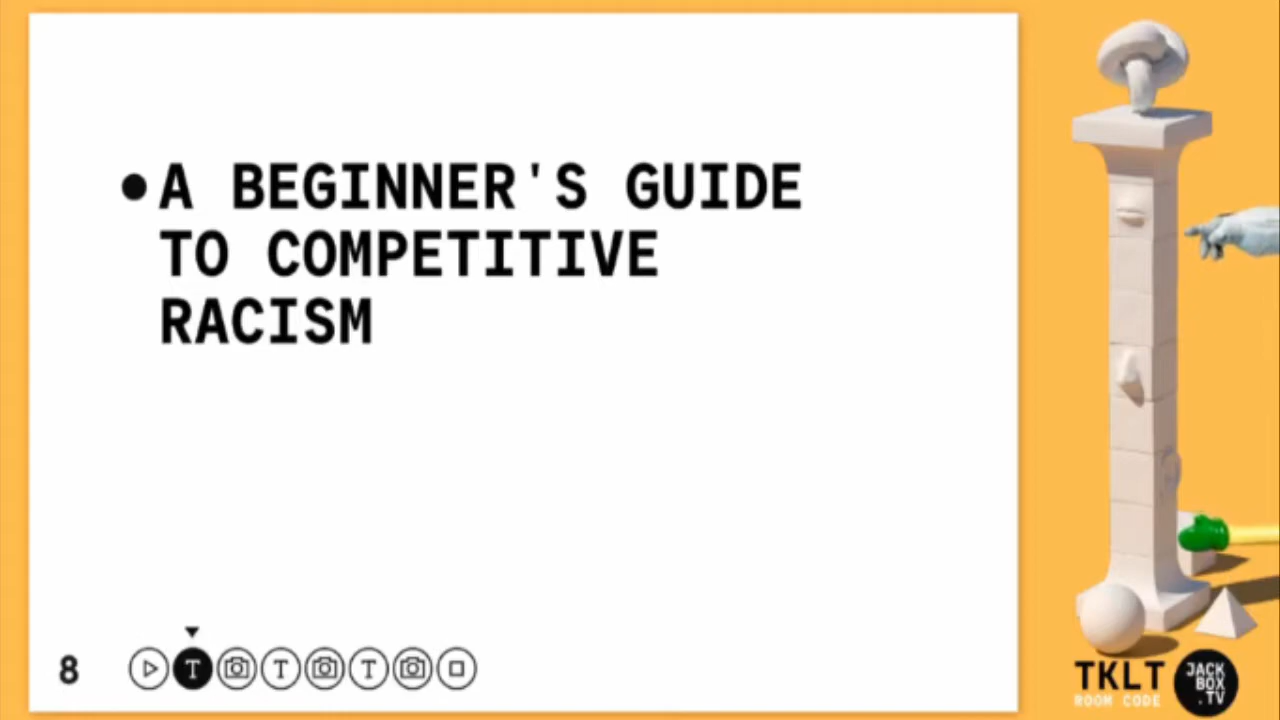 •A BEGINNER'S GUIDE
TO COMPETITIVE
RACISM
8
T
T
T
TKLT
ROOM CODE
JACK
BOX
.TV